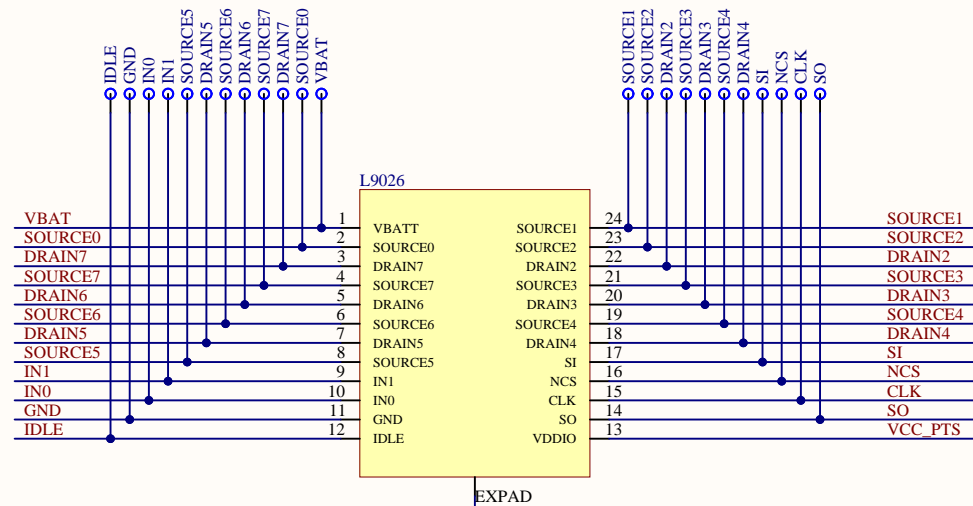 IDLE
GND
IN0
IN1
SOURCE5
DRAIN5
SOURCE6
DRAIN6
SOURCE7
DRAIN7
SOURCE0
VBAT
SOURCE1
SOURCE2
DRAIN2
SOURCE3
DRAIN3
SOURCE4
DRAIN4
SI
NCS
CLK
SO
L9026
VBAT 1 VBATT SOURCE1 24 SOURCE1
SOURCE0 2 SOURCE0 SOURCE2 23 SOURCE2
DRAIN7 3 DRAIN7 DRAIN2 22 DRAIN2
SOURCE7 4 SOURCE7 SOURCE3 21 SOURCE3
DRAIN6 5 DRAIN6 DRAIN3 20 DRAIN3
SOURCE6 6 SOURCE6 SOURCE4 19 SOURCE4
DRAIN5 7 DRAIN5 DRAIN4 18 DRAIN4
SOURCE5 8 SOURCE5 SI 17 SI
IN1 9 IN1 NCS 16 NCS
IN0 10 IN0 CLK 15 CLK
GND 11 GND SO 14 SO
IDLE 12 IDLE VDDIO 13 VCC_PTS
EXPAD